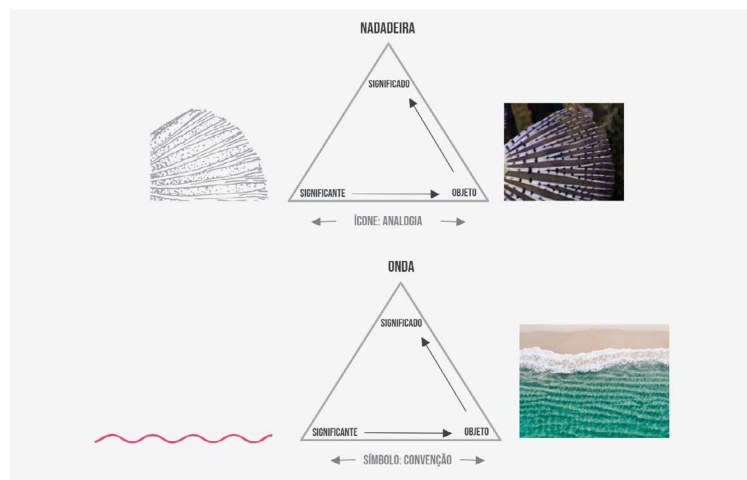 NADADEIRA
SIGNIFICADO
SIGNIFICANTE OBJETO
ÍCONE: ANALOGIA
ONDA
SIGNIFICADO
SIGNIFICANTE OBJETO
SÍMBOLO: CONVENÇÃO